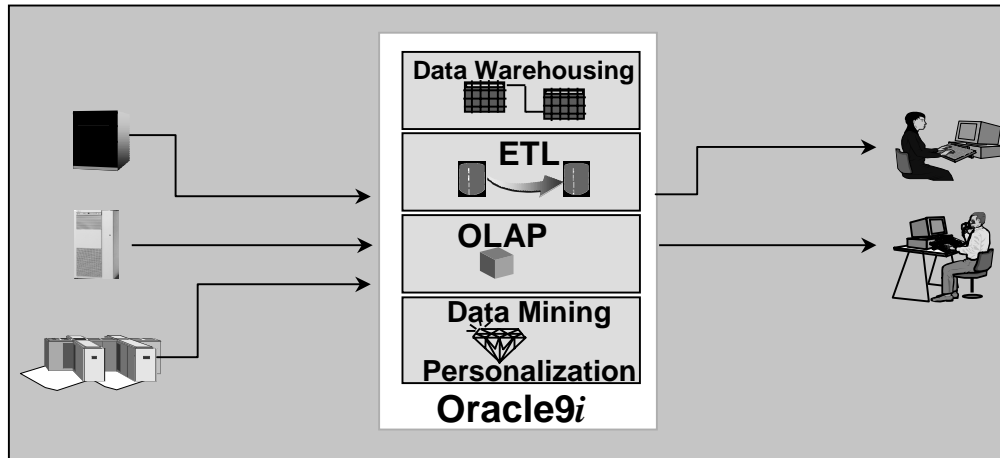 Data Warehousing
ETL
OLAP
Data Mining
Personalization
Oracle9i